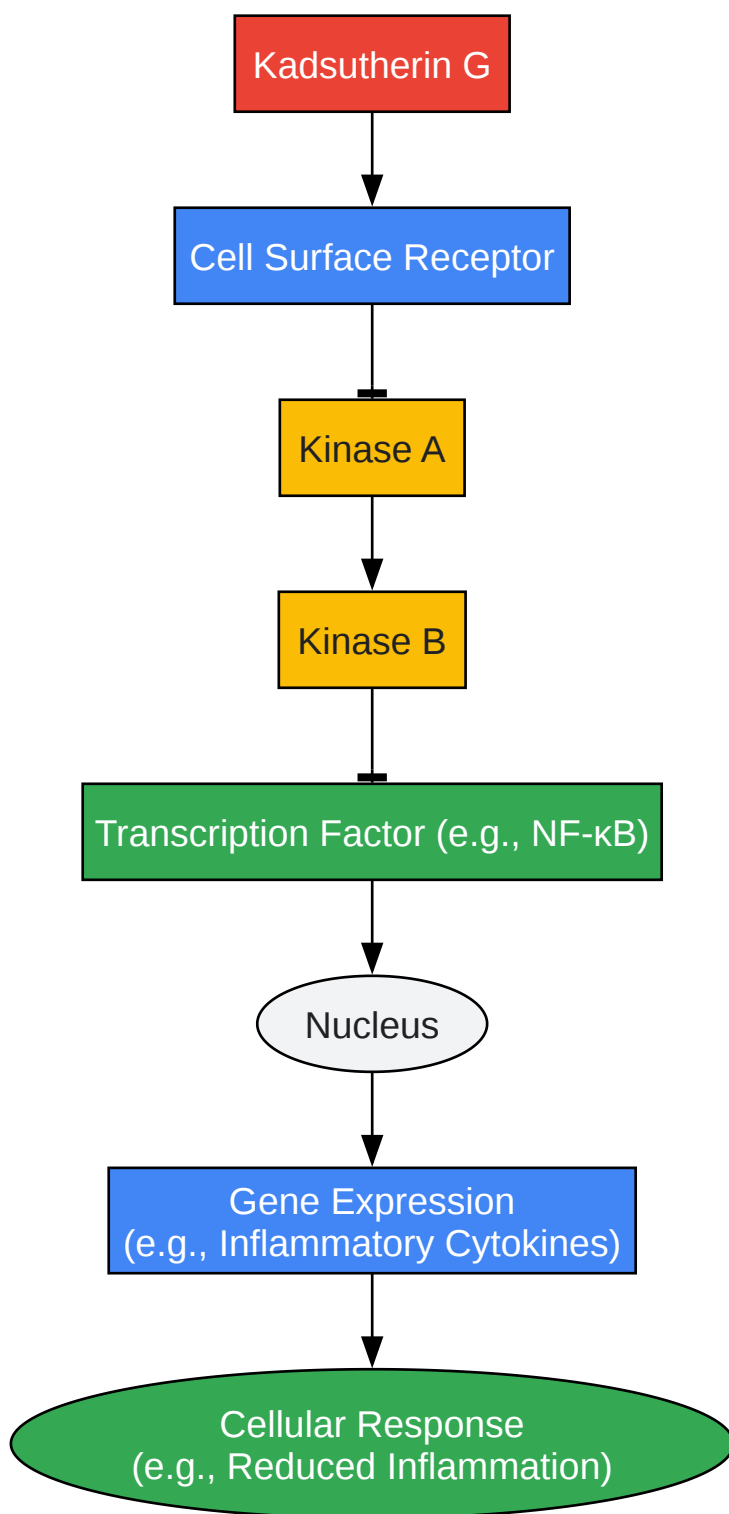 Kadsutherin G
Cell Surface Receptor
Kinase A
Kinase B
Transcription Factor (e.g., NF-κB)
Nucleus
Gene Expression
(e.g., Inflammatory Cytokines)
Cellular Response
(e.g., Reduced Inflammation)